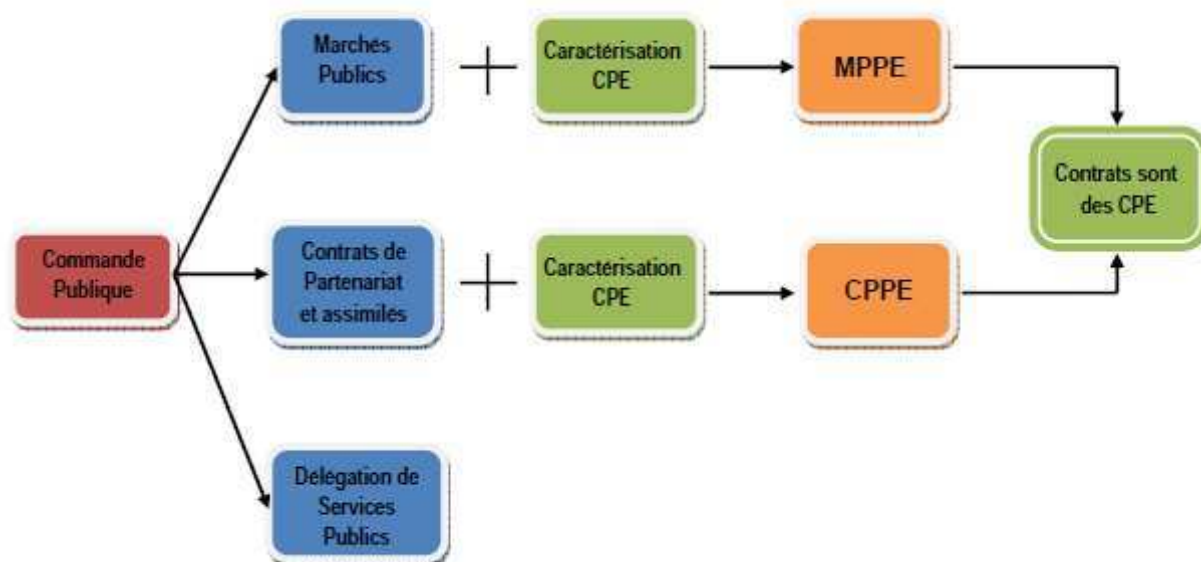 Marchés
Publics
Caractérisation
CPE
MPPE
Contrats sont
des CPE
Commande
Publique
Contrats de
Partenariat
et assimilés
Caractérisation
CPE
CPPE
Délégation de
Services
Publics